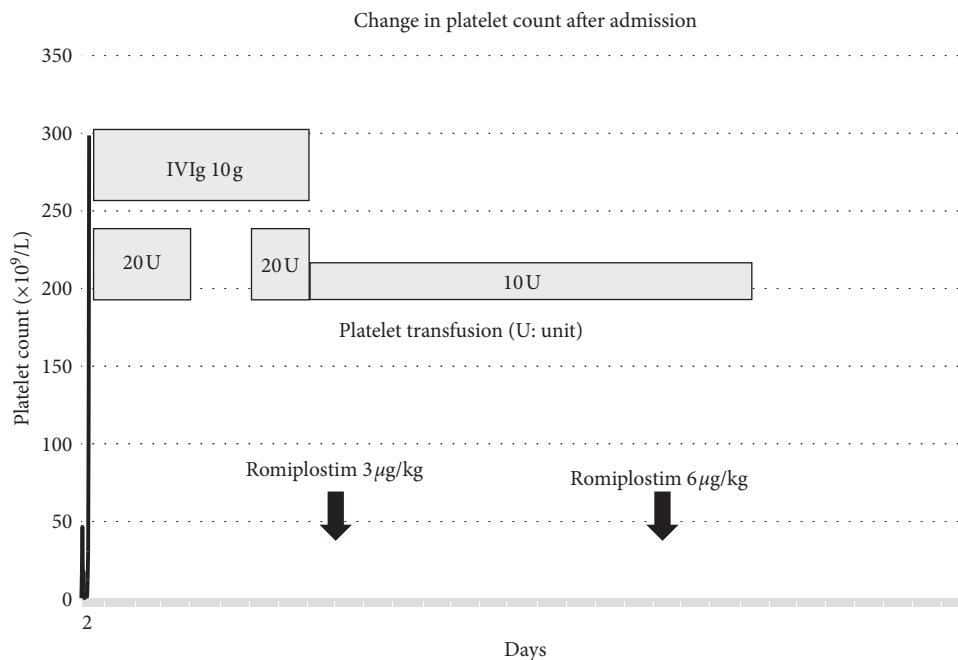 Change in platelet count after admission
350
300
250
200
150
100
50
0
Platelet count (×10⁹/L)
IVIg 10 g
20 U
20 U
10 U
Platelet transfusion (U: unit)
Romiplostim 3 µg/kg
Romiplostim 6 µg/kg
2
Days